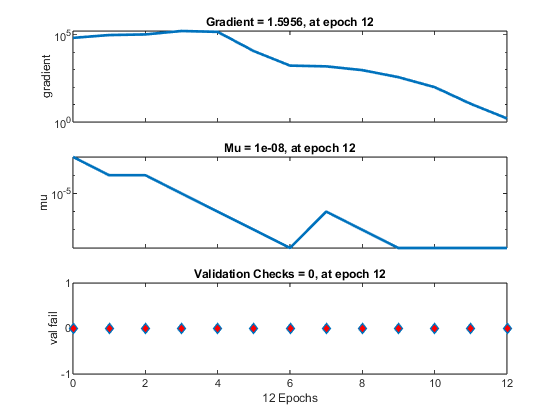 Gradient = 1.5956, at epoch 12
10^5
gradient
10^0
Mu = 1e-08, at epoch 12
10^-5
mu
Validation Checks = 0, at epoch 12
1
val fail
0
-1
0 2 4 6 8 10 12
12 Epochs